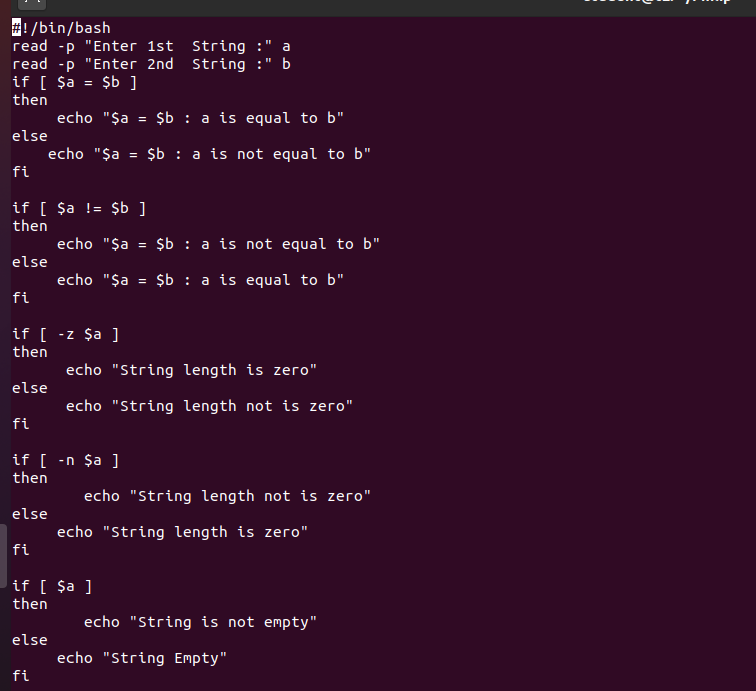 #!/bin/bash
read -p "Enter 1st  String :" a
read -p "Enter 2nd  String :" b
if [ $a = $b ]
then
     echo "$a = $b : a is equal to b"
else
    echo "$a = $b : a is not equal to b"
fi

if [ $a != $b ]
then
     echo "$a = $b : a is not equal to b"
else
     echo "$a = $b : a is equal to b"
fi

if [ -z $a ]
then
      echo "String length is zero"
else
      echo "String length not is zero"
fi

if [ -n $a ]
then
        echo "String length not is zero"
else
     echo "String length is zero"
fi

if [ $a ]
then
        echo "String is not empty"
else
     echo "String Empty"
fi